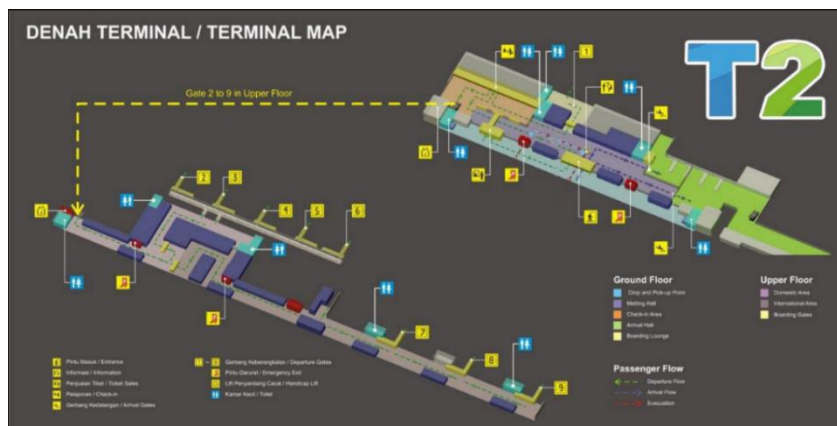 DENAH TERMINAL / TERMINAL MAP
T2
1
Gate 2 to 9 in Upper Floor
2
3
4
5
6
7
8
9
Ground Floor
Drop and Pick-up Point
Metting Hall
Check-in Area
Arrival Hall
Boarding Lounge
Upper Floor
Domestic Area
International Area
Boarding Gates
Passenger Flow
Departure Flow
Arrival Flow
Evacuation
Pintu Masuk / Entrance
Informasi / Information
Penjualan Tiket / Ticket Sales
Pelaporan / Check-in
Gerbang Kedatangan / Arrival Gates
1 - 9 Gerbang Keberangkatan / Departure Gates
Pintu Darurat / Emergency Exit
Lift Penyandang Cacat / Handicap Lift
Kamar Kecil / Toilet